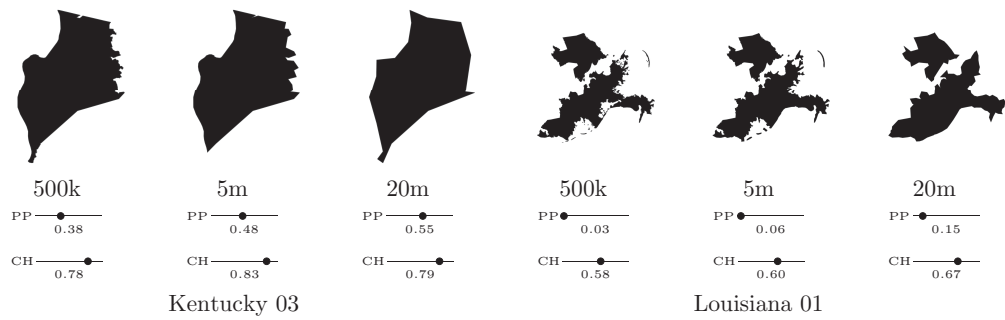 500k 5m 20m 500k 5m 20m
PP PP PP PP PP PP
0.38 0.48 0.55 0.03 0.06 0.15
CH CH CH CH CH CH
0.78 0.83 0.79 0.58 0.60 0.67
Kentucky 03 Louisiana 01